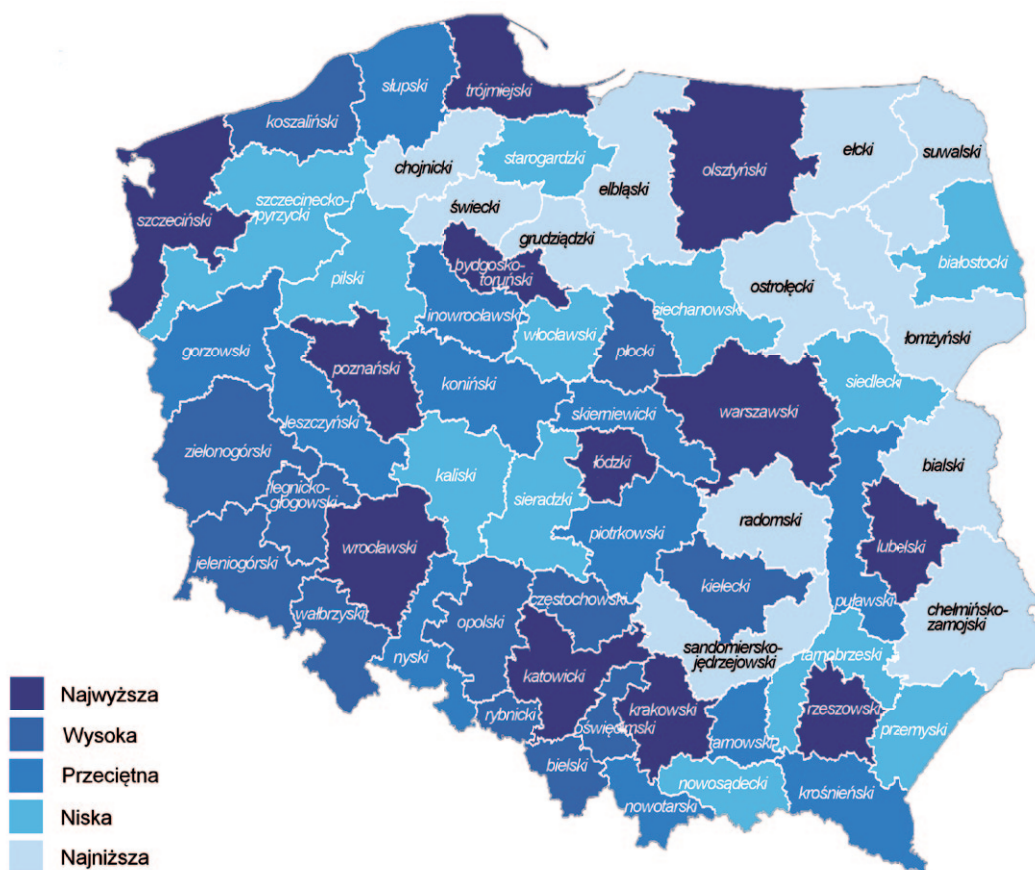 słupski
trójmiejski
koszaliński
chojnicki
starogardzki
olsztyński
ełcki
suwalski
elbląski
szczecinecko-
pyrzycki
szczeciński
świecki
grudziądzki
bydgosko-
toruński
białostocki
pilski
ostrołęcki
inowrocławski
ciechanowski
włocławski
łomżyński
gorzowski
poznański
płocki
koniński
siedlecki
skierniewicki
warszawski
leszczyński
zielonogórski
bialski
łódzki
kaliski
legnicko-
głogowski
sieradzki
radomski
piotrkowski
lubelski
wrocławski
jeleniogórski
kielecki
częstochowski
puławski
wałbrzyski
opolski
chełmińsko-
zamojski
sandomiersko-
jędrzejowski
tarnobrzeski
nyski
katowicki
krakowski
rzeszowski
rybnicki
oświęcimski
przemyski
tarnowski
bielski
nowosądecki
krośnieński
nowotarski
Najwyższa
Wysoka
Przeciętna
Niska
Najniższa